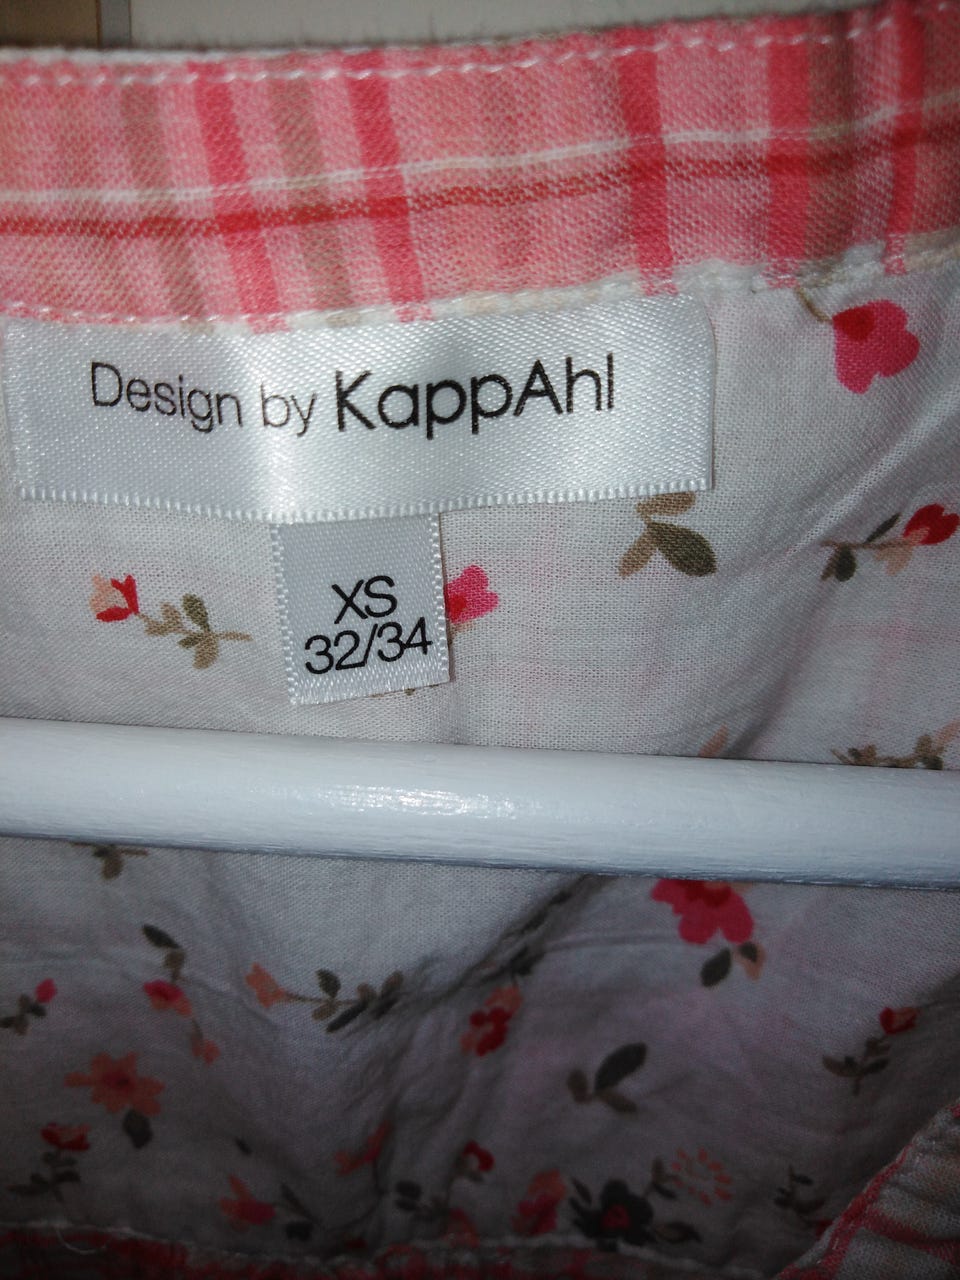 Design by KappAhl
XS
32/34